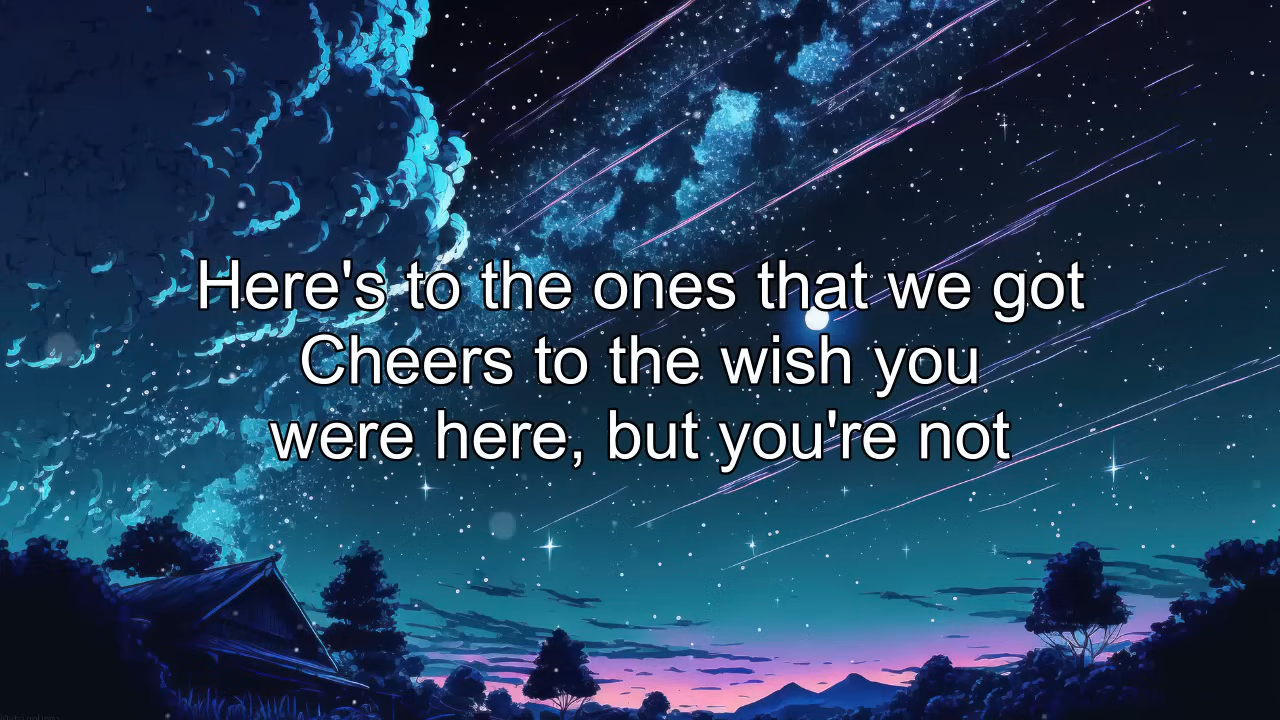 Here's to the ones that we got
Cheers to the wish you
were here, but you're not